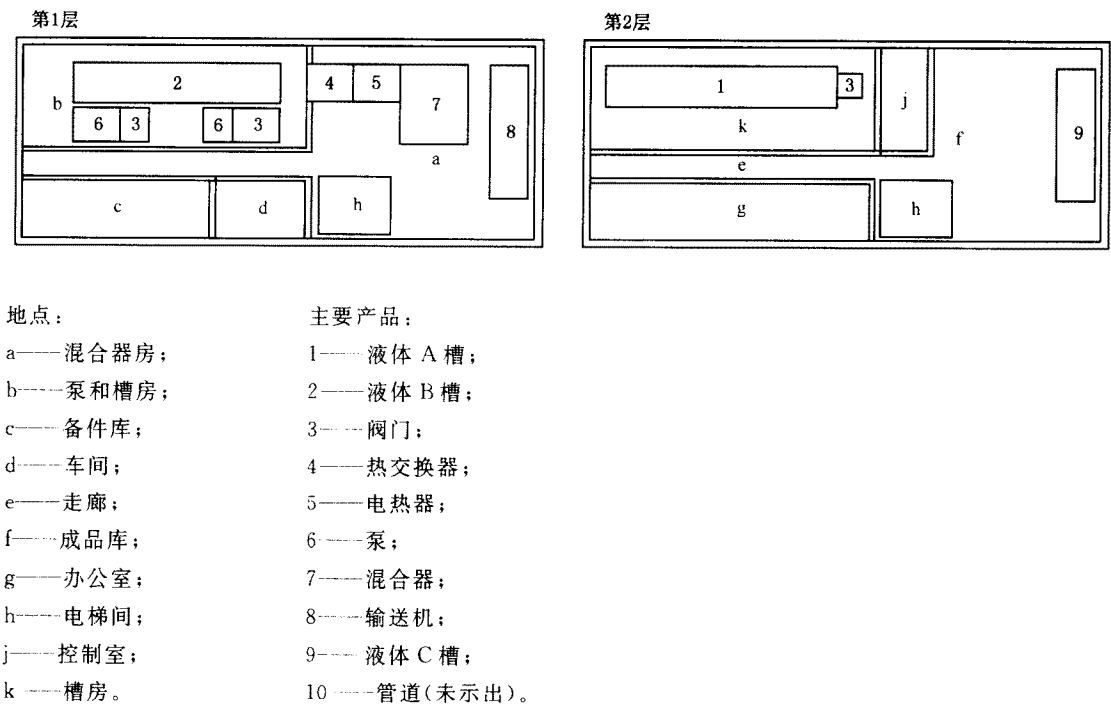 第1层
第2层
2
4
5
7
8
b
6
3
6
3
a
c
d
h
1
3
j
k
f
9
e
g
h
地点：
主要产品：
a——混合器房；
1——液体 A 槽；
b——泵和槽房；
2——液体 B 槽；
c——备件库；
3——阀门；
d——车间；
4——热交换器；
e——走廊；
5——电热器；
f——成品库；
6——泵；
g——办公室；
7——混合器；
h——电梯间；
8——输送机；
j——控制室；
9——液体 C 槽；
k——槽房。
10——管道(未示出)。